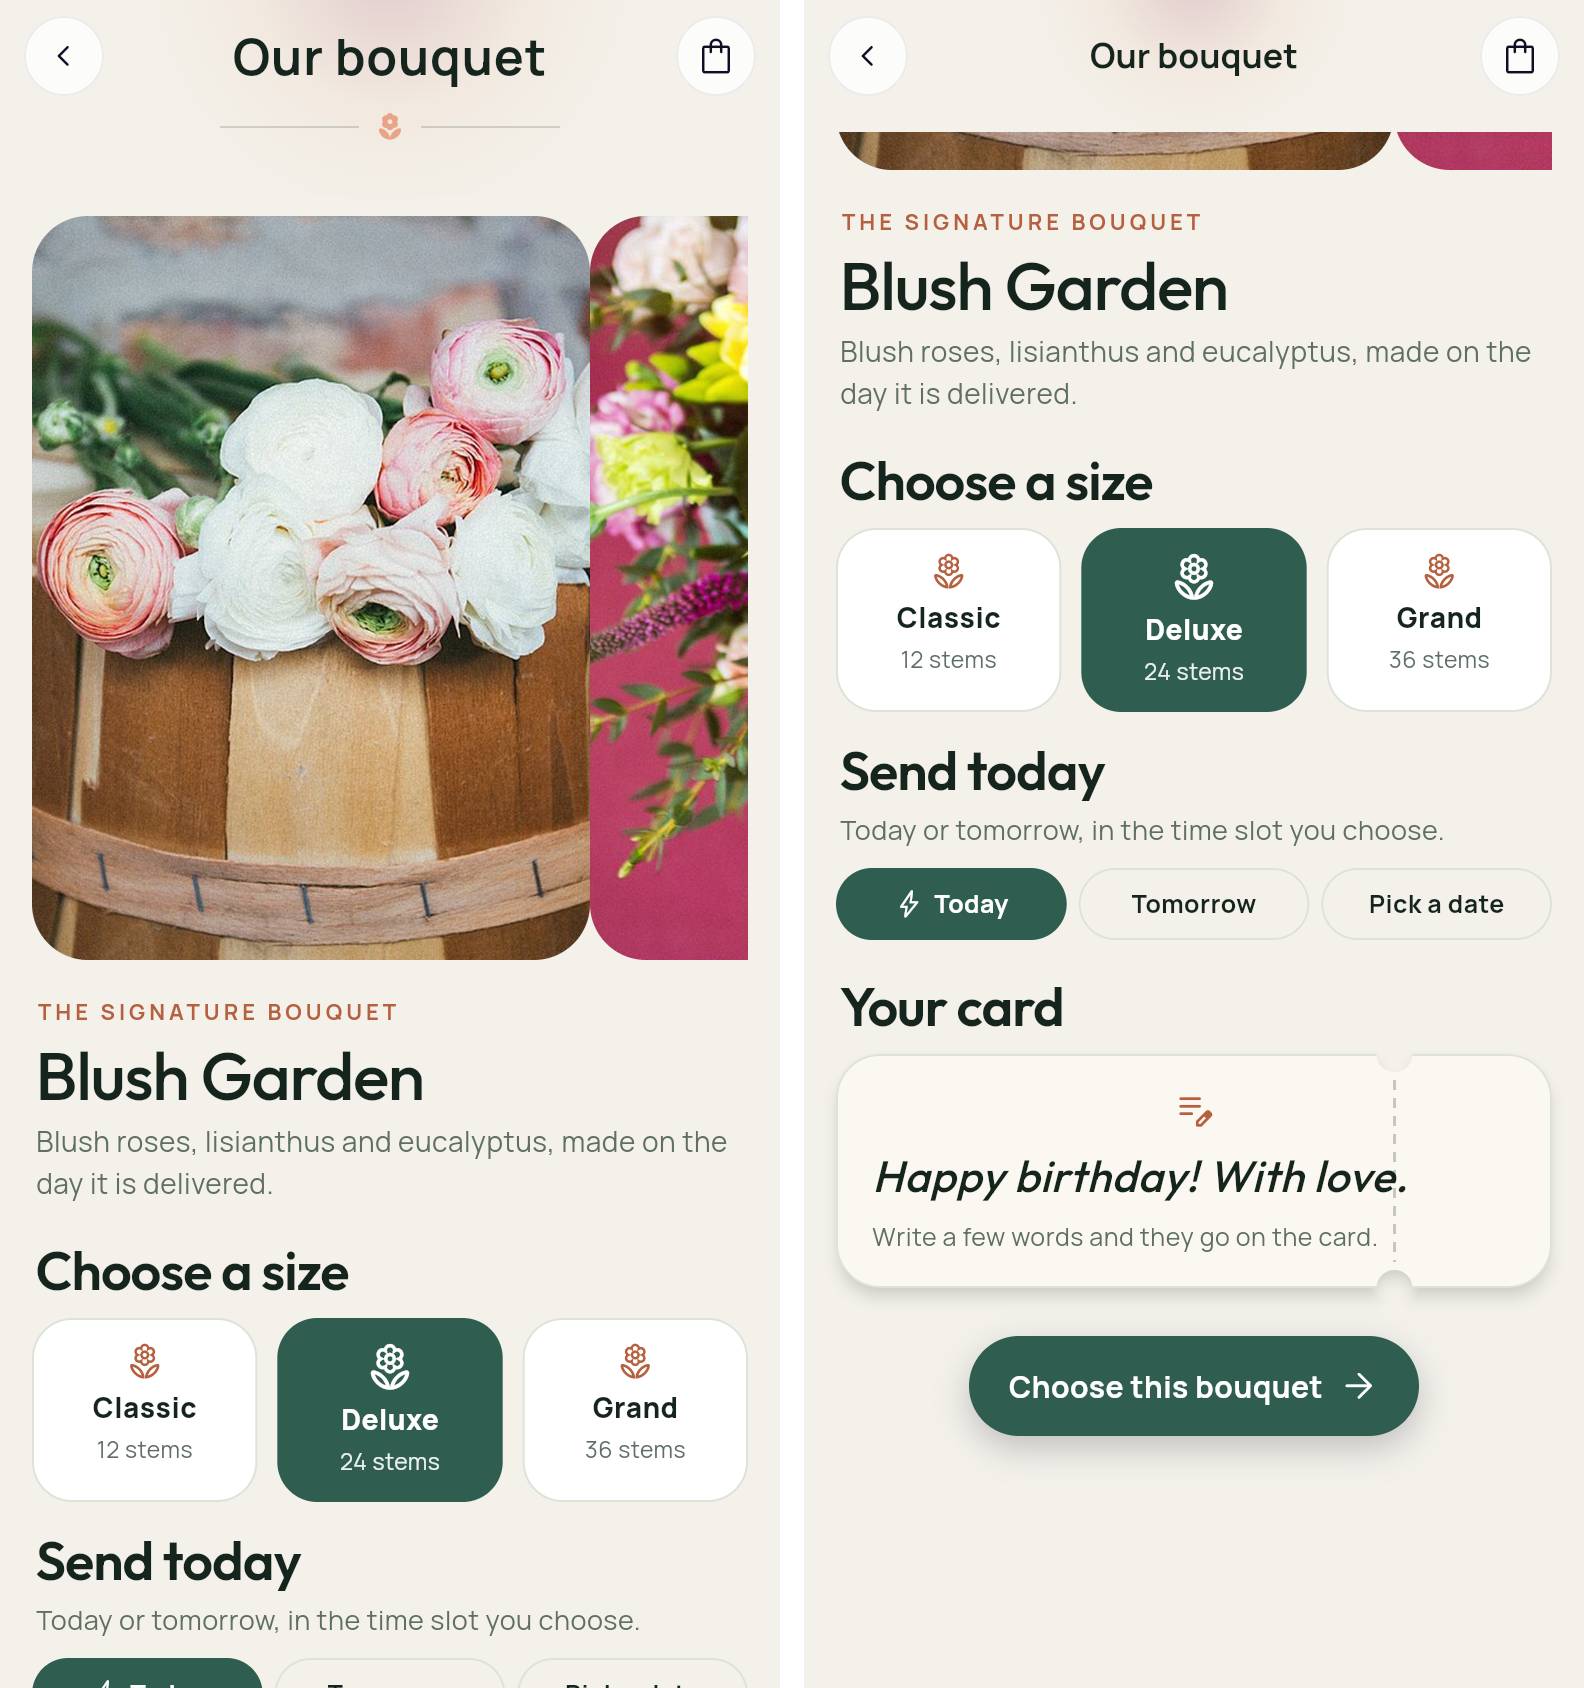 Our bouquet
THE SIGNATURE BOUQUET
Blush Garden
Blush roses, lisianthus and eucalyptus, made on the
day it is delivered.
Choose a size
Classic
12 stems
Deluxe
24 stems
Grand
36 stems
Send today
Today or tomorrow, in the time slot you choose.
Our bouquet
THE SIGNATURE BOUQUET
Blush Garden
Blush roses, lisianthus and eucalyptus, made on the
day it is delivered.
Choose a size
Classic
12 stems
Deluxe
24 stems
Grand
36 stems
Send today
Today or tomorrow, in the time slot you choose.
Today
Tomorrow
Pick a date
Your card
Happy birthday! With love.
Write a few words and they go on the card.
Choose this bouquet